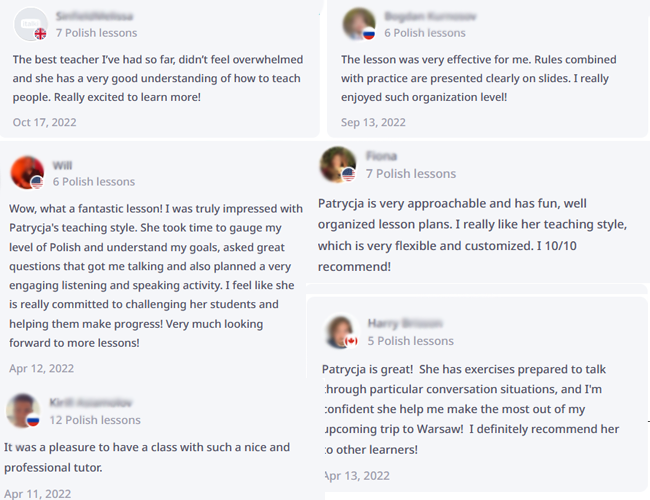 7 Polish lessons
The best teacher I've had so far, didn't feel overwhelmed
and she has a very good understanding of how to teach
people. Really excited to learn more!
Oct 17, 2022
6 Polish lessons
The lesson was very effective for me. Rules combined
with practice are presented clearly on slides. I really
enjoyed such organization level!
Sep 13, 2022
Will
6 Polish lessons
Wow, what a fantastic lesson! I was truly impressed with
Patrycja's teaching style. She took time to gauge my
level of Polish and understand my goals, asked great
questions that got me talking and also planned a very
engaging listening and speaking activity. I feel like she
is really committed to challenging her students and
helping them make progress! Very much looking
forward to more lessons!
Apr 12, 2022
Fiona
7 Polish lessons
Patrycja is very approachable and has fun, well
organized lesson plans. I really like her teaching style,
which is very flexible and customized. I 10/10
recommend!
Harry
5 Polish lessons
Patrycja is great! She has exercises prepared to talk
through particular conversation situations, and I'm
confident she help me make the most out of my
upcoming trip to Warsaw! I definitely recommend her
to other learners!
Apr 13, 2022
12 Polish lessons
It was a pleasure to have a class with such a nice and
professional tutor.
Apr 11, 2022